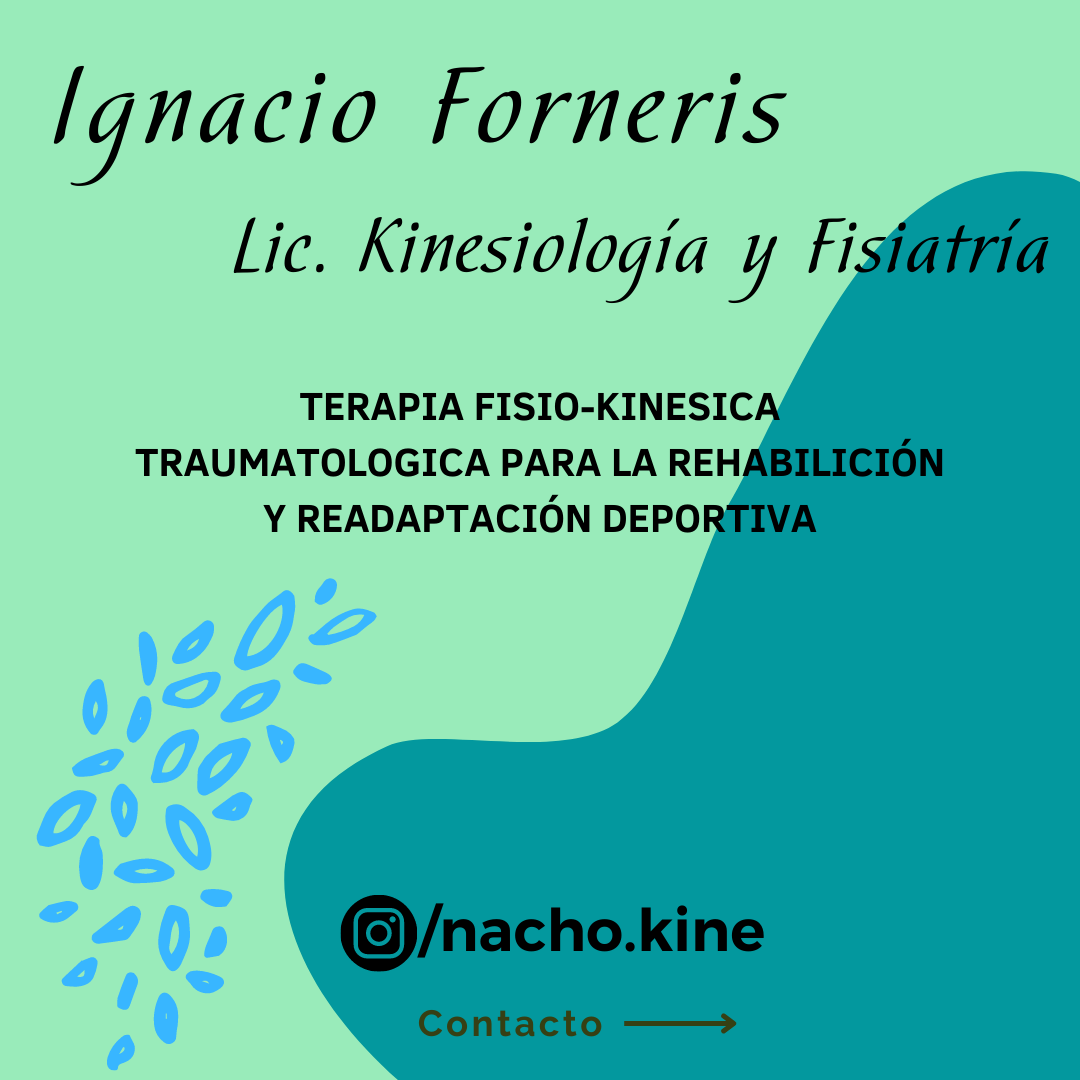 Ignacio Forneris
Lic. Kinesiología y Fisiatría
TERAPIA FISIO-KINESICA
TRAUMATOLOGICA PARA LA REHABILICIÓN
Y READAPTACIÓN DEPORTIVA
/nacho.kine
Contacto